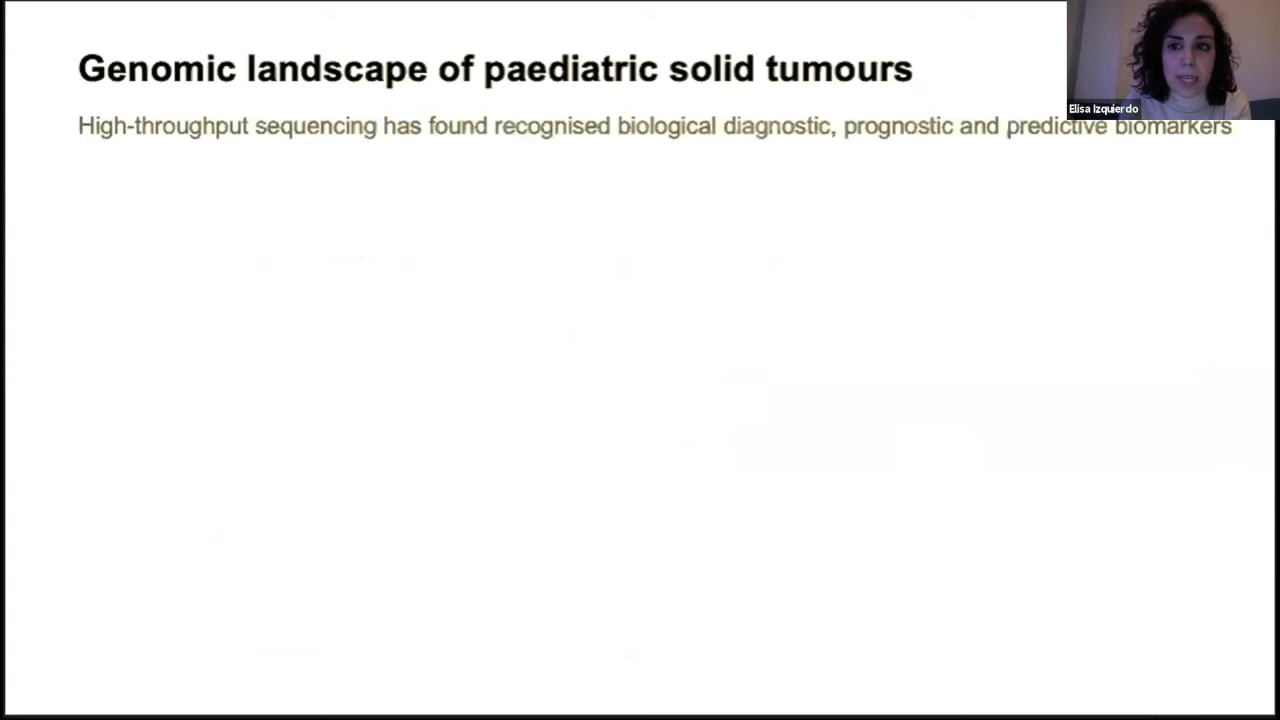 Genomic landscape of paediatric solid tumours
Elisa Izquierdo
High-throughput sequencing has found recognised biological diagnostic, prognostic and predictive biomarkers